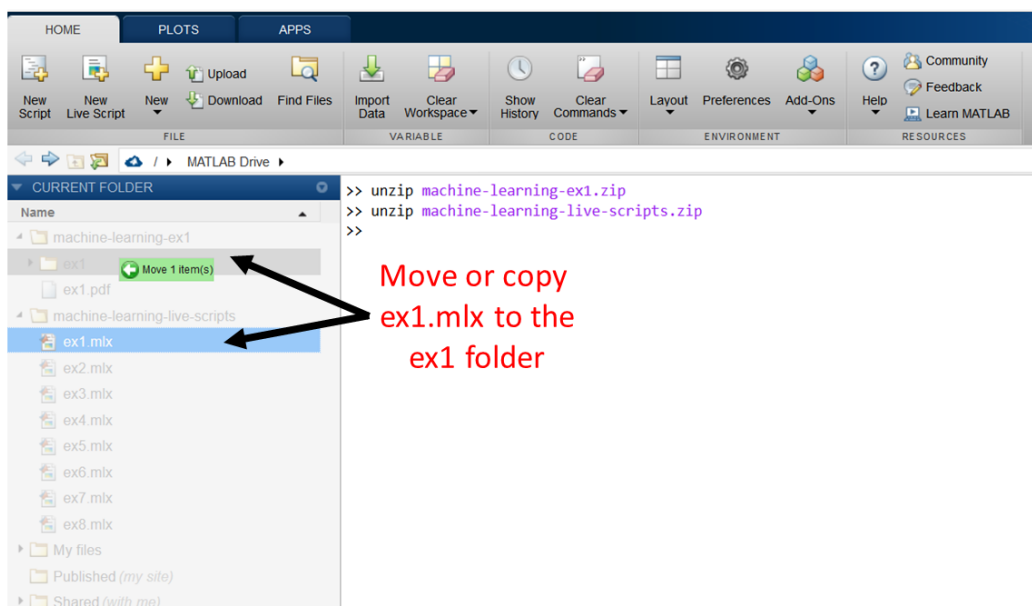 HOME PLOTS APPS
New Script
New Live Script
New
Upload
Download
Find Files
Import Data
Clear Workspace
Show History
Clear Commands
Layout
Preferences
Add-Ons
Help
Community
Feedback
Learn MATLAB
FILE VARIABLE CODE ENVIRONMENT RESOURCES
/ MATLAB Drive
CURRENT FOLDER
Name
machine-learning-ex1
ex1
Move 1 item(s)
ex1.pdf
machine-learning-live-scripts
ex1.mlx
ex2.mlx
ex3.mlx
ex4.mlx
ex5.mlx
ex6.mlx
ex7.mlx
ex8.mlx
My files
Published (my site)
Shared (with me)
>> unzip machine-learning-ex1.zip
>> unzip machine-learning-live-scripts.zip
>>
Move or copy
ex1.mlx to the
ex1 folder